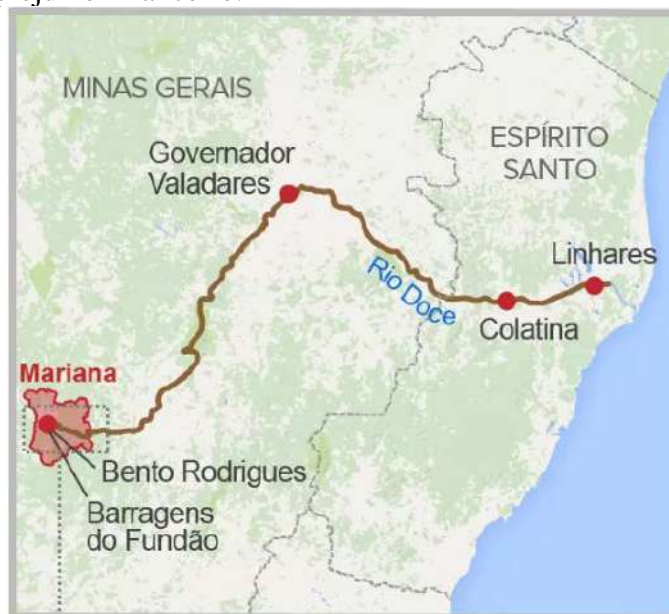 MINAS GERAIS
ESPÍRITO
SANTO
Governador
Valadares
Linhares
Rio Doce
Colatina
Mariana
Bento Rodrigues
Barragens
do Fundão